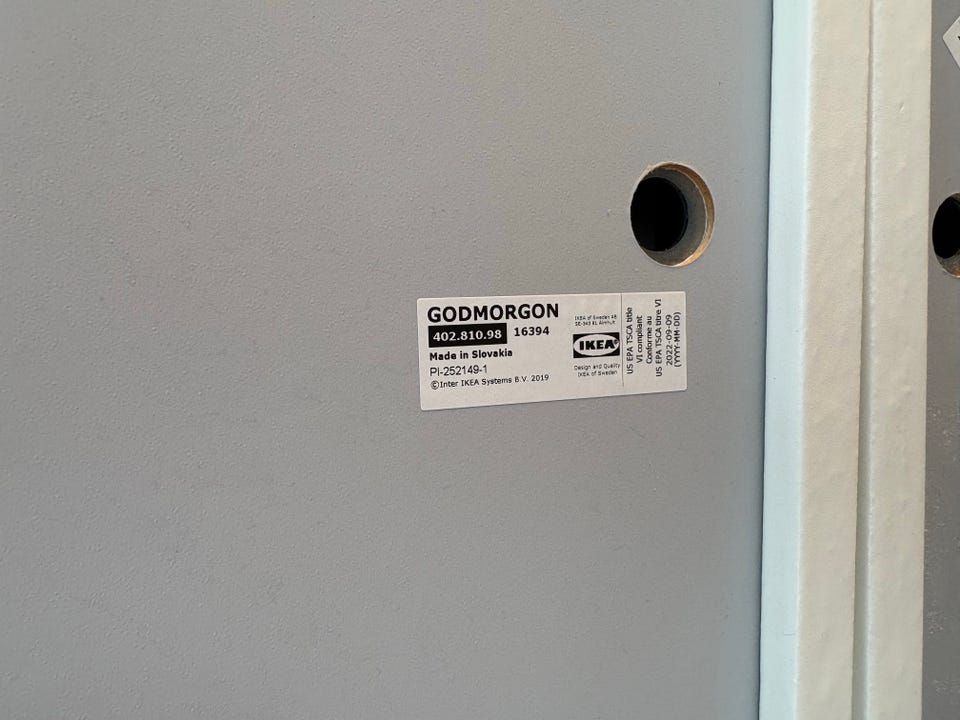 GODMORGON
402.810.98 16394
Made in Slovakia
PI-252149-1
©Inter IKEA Systems B.V. 2019
IKEA of Sweden AB
SE-343 81 Älmhult
IKEA
Design and Quality
IKEA of Sweden
US EPA TSCA title
VI compliant
Conforme au
US EPA TSCA titre VI
2022-09-09
(YYYY-MM-DD)